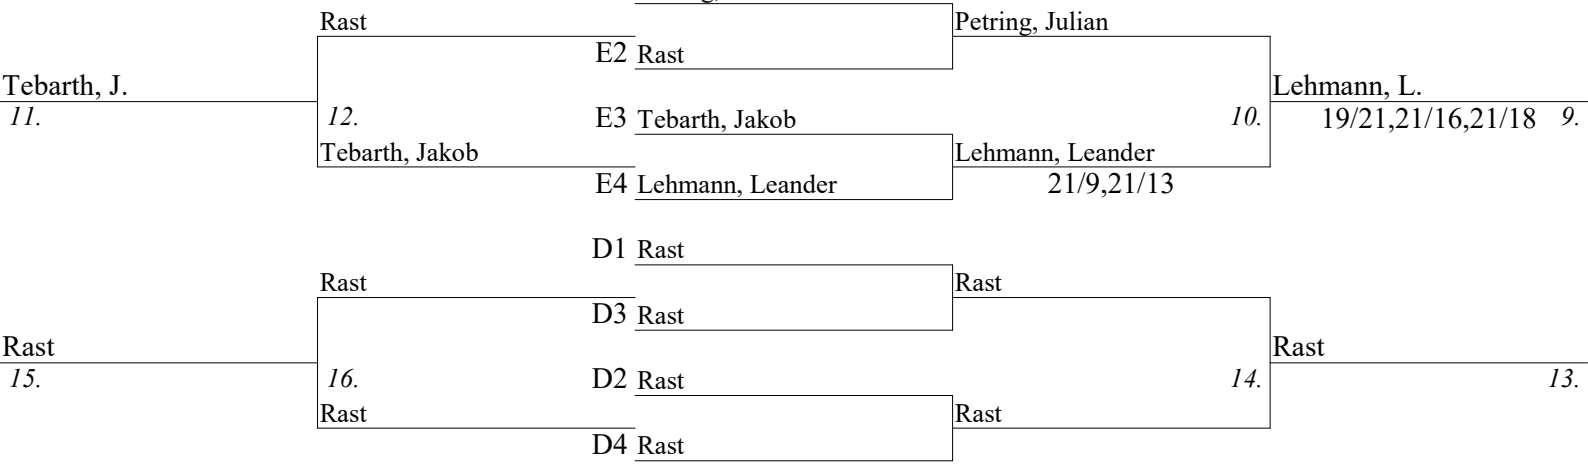 Rast
Petring, Julian
E2 Rast
Tebarth, J.
Lehmann, L.
11.
12.
E3 Tebarth, Jakob
10.
19/21,21/16,21/18
9.
Tebarth, Jakob
Lehmann, Leander
E4 Lehmann, Leander
21/9,21/13
D1 Rast
Rast
Rast
D3 Rast
Rast
Rast
15.
16.
D2 Rast
14.
13.
Rast
Rast
D4 Rast